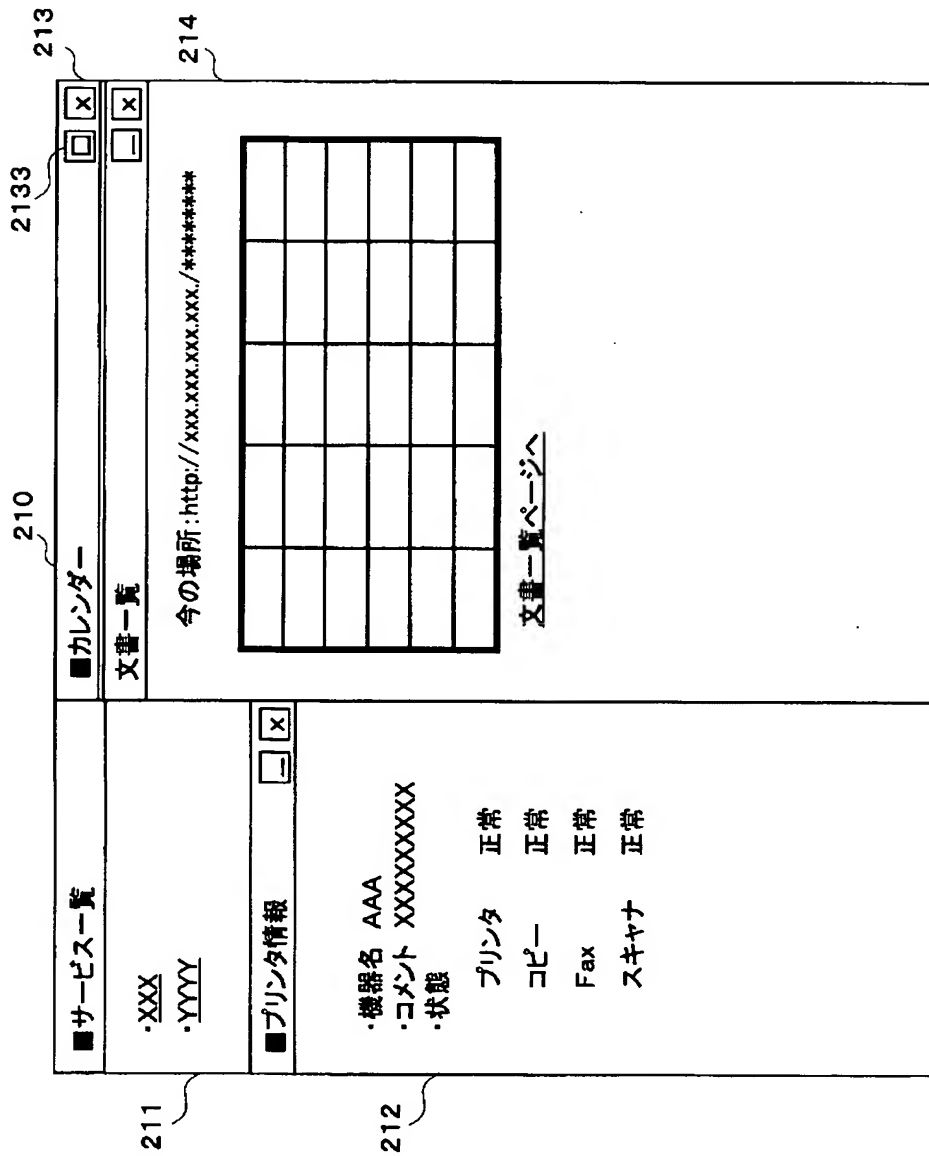 210
2133
213
■サービス一覧
・XXX
・YYYY
211
■プリンタ情報
・機器名 AAA
・コメント XXXXXXXXX
・状態
プリンタ 正常
コピー 正常
Fax 正常
スキャナ 正常
212
■カレンダー
文書一覧
214
今の場所:http://xxx.xxx.xxx.xxx./********
文書一覧ページへ